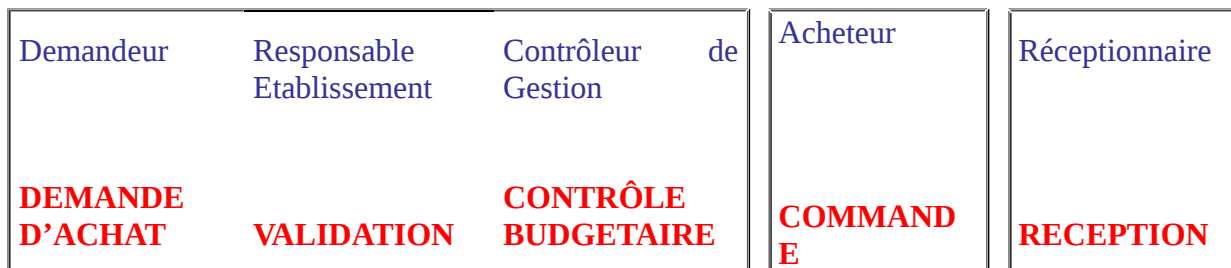 Demandeur
Responsable
Etablissement
Contrôleur de
Gestion
Acheteur
Réceptionnaire
DEMANDE
D’ACHAT
VALIDATION
CONTRÔLE
BUDGETAIRE
COMMAND
E
RECEPTION